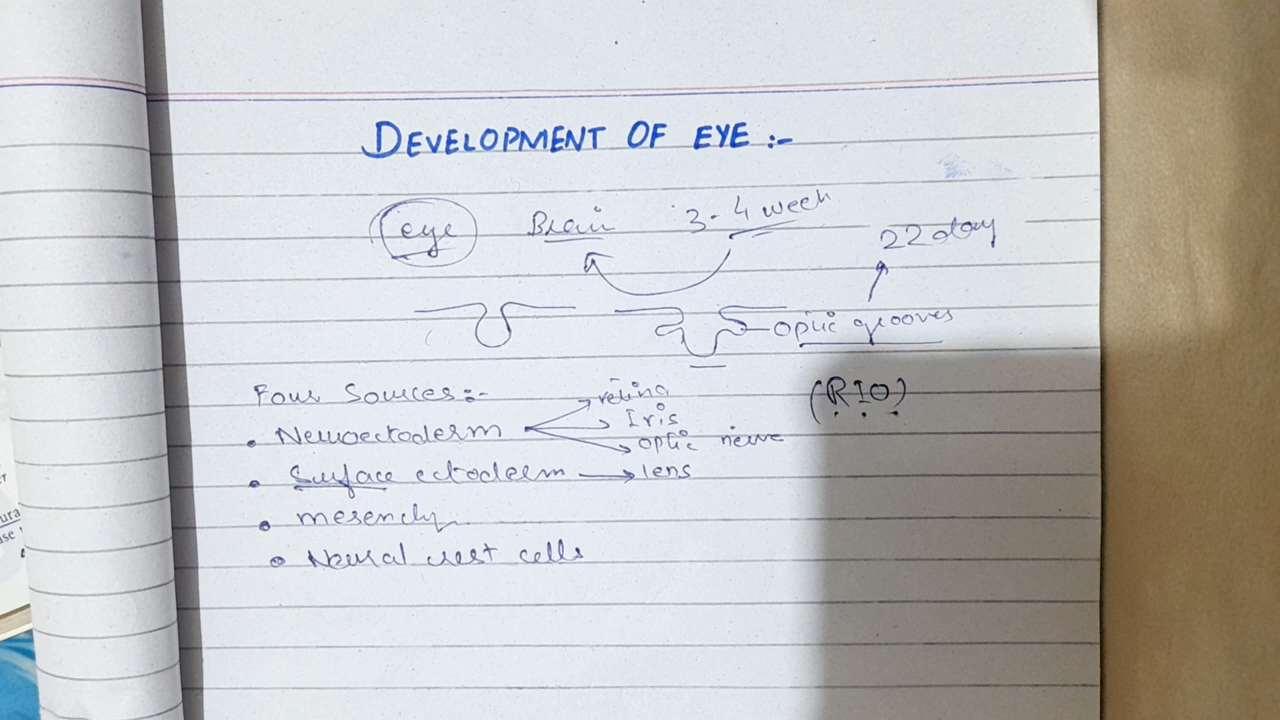 DEVELOPMENT OF EYE :-
eye Brain 3-4 week
22 day
optic grooves
Four Sources:-
retina
(RIO)
Iris
• Neuroectoderm
optic nerve
• Surface ectoderm → lens
• mesenchy
• Neural crest cells
ura